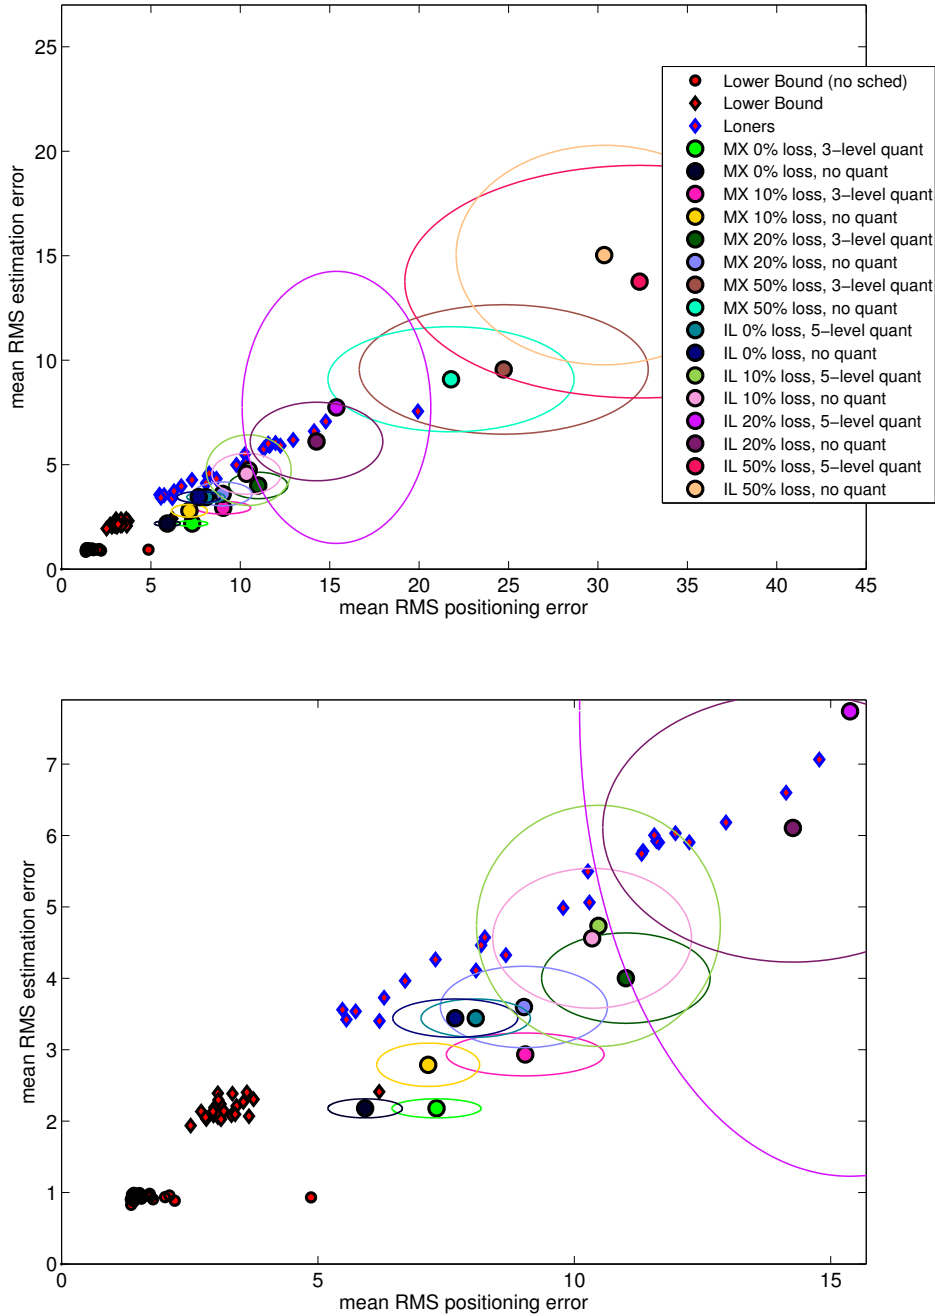 25
20
15
10
5
0
mean RMS estimation error
0
5
10
15
20
25
30
35
40
45
mean RMS positioning error
Lower Bound (no sched)
Lower Bound
Loners
MX 0% loss, 3−level quant
MX 0% loss, no quant
MX 10% loss, 3−level quant
MX 10% loss, no quant
MX 20% loss, 3−level quant
MX 20% loss, no quant
MX 50% loss, 3−level quant
MX 50% loss, no quant
IL 0% loss, 5−level quant
IL 0% loss, no quant
IL 10% loss, 5−level quant
IL 10% loss, no quant
IL 20% loss, 5−level quant
IL 20% loss, no quant
IL 50% loss, 5−level quant
IL 50% loss, no quant
7
6
5
4
3
2
1
0
mean RMS estimation error
0
5
10
15
mean RMS positioning error